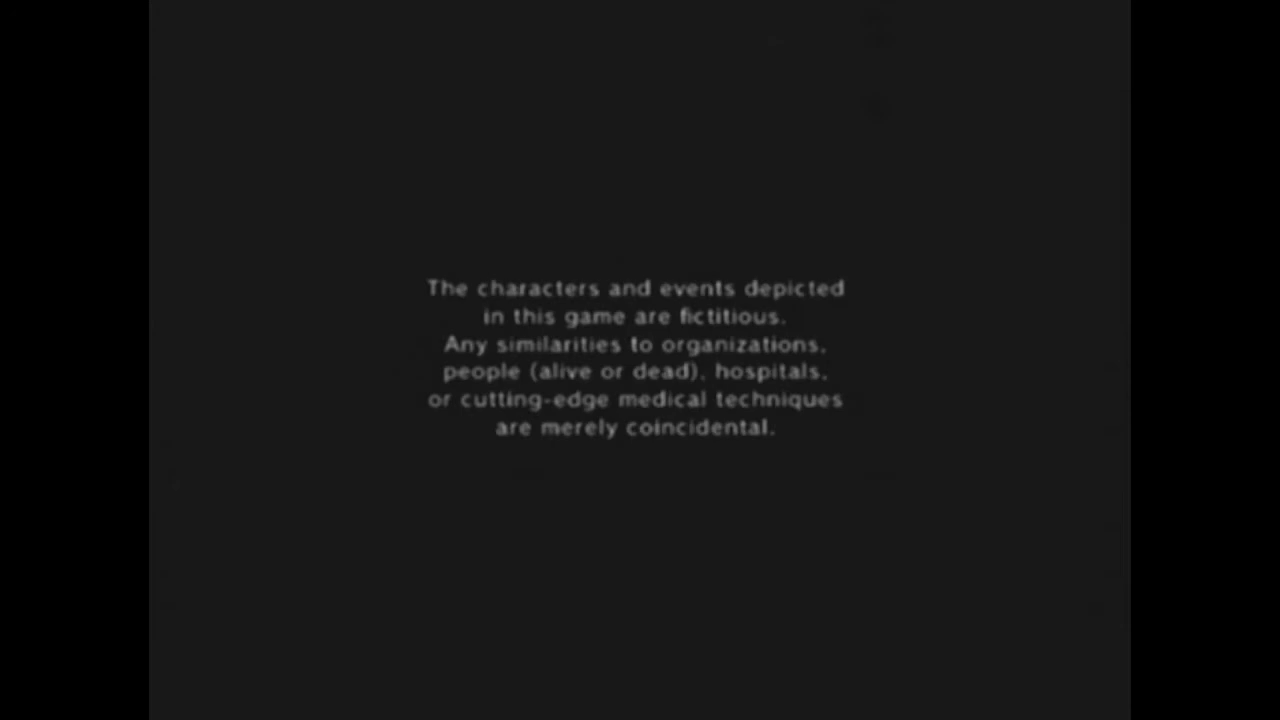 The characters and events depicted
in this game are fictitious.
Any similarities to organizations,
people (alive or dead), hospitals,
or cutting-edge medical techniques
are merely coincidental.